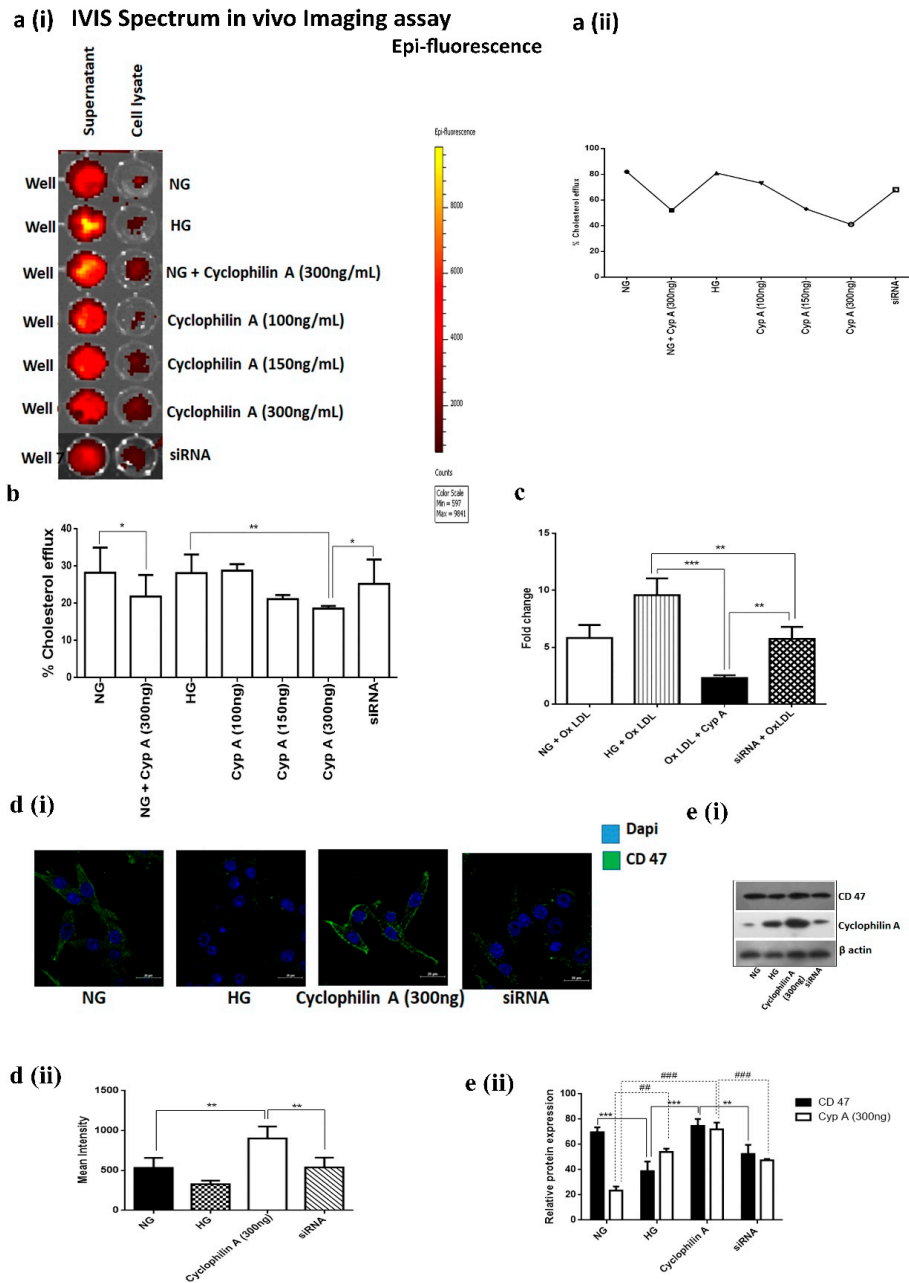 a (i) IVIS Spectrum in vivo Imaging assay
Epi-fluorescence
a (ii)
Supernatant
Cell lysate
Well NG
Well HG
Well NG + Cyclophilin A (300ng/mL)
Well Cyclophilin A (100ng/mL)
Well Cyclophilin A (150ng/mL)
Well Cyclophilin A (300ng/mL)
Well 7 siRNA
Epi-fluorescence
8000
6000
4000
2000
Counts
Color Scale
Min = 597
Max = 9841
% Cholesterol efflux
100
80
60
40
20
0
NG
NG + Cyp A (300ng)
HG
Cyp A (100ng)
Cyp A (150ng)
Cyp A (300ng)
siRNA
b
% Cholesterol efflux
40
30
20
10
0
*
**
*
NG
NG + Cyp A (300ng)
HG
Cyp A (100ng)
Cyp A (150ng)
Cyp A (300ng)
siRNA
c
Fold change
15
10
5
0
**
***
**
NG + Ox LDL
HG + Ox LDL
Ox LDL + Cyp A
siRNA + OxLDL
d (i)
Dapi
CD 47
NG
HG
Cyclophilin A (300ng)
siRNA
e (i)
CD 47
Cyclophilin A
β actin
NG
HG
Cyclophilin A
(300ng)
siRNA
d (ii)
Mean Intensity
1500
1000
500
0
**
**
NG
HG
Cyclophilin A (300ng)
siRNA
e (ii)
Relative protein expression
100
80
60
40
20
0
###
##
###
***
***
**
CD 47
Cyp A (300ng)
NG
HG
Cyclophilin A
siRNA